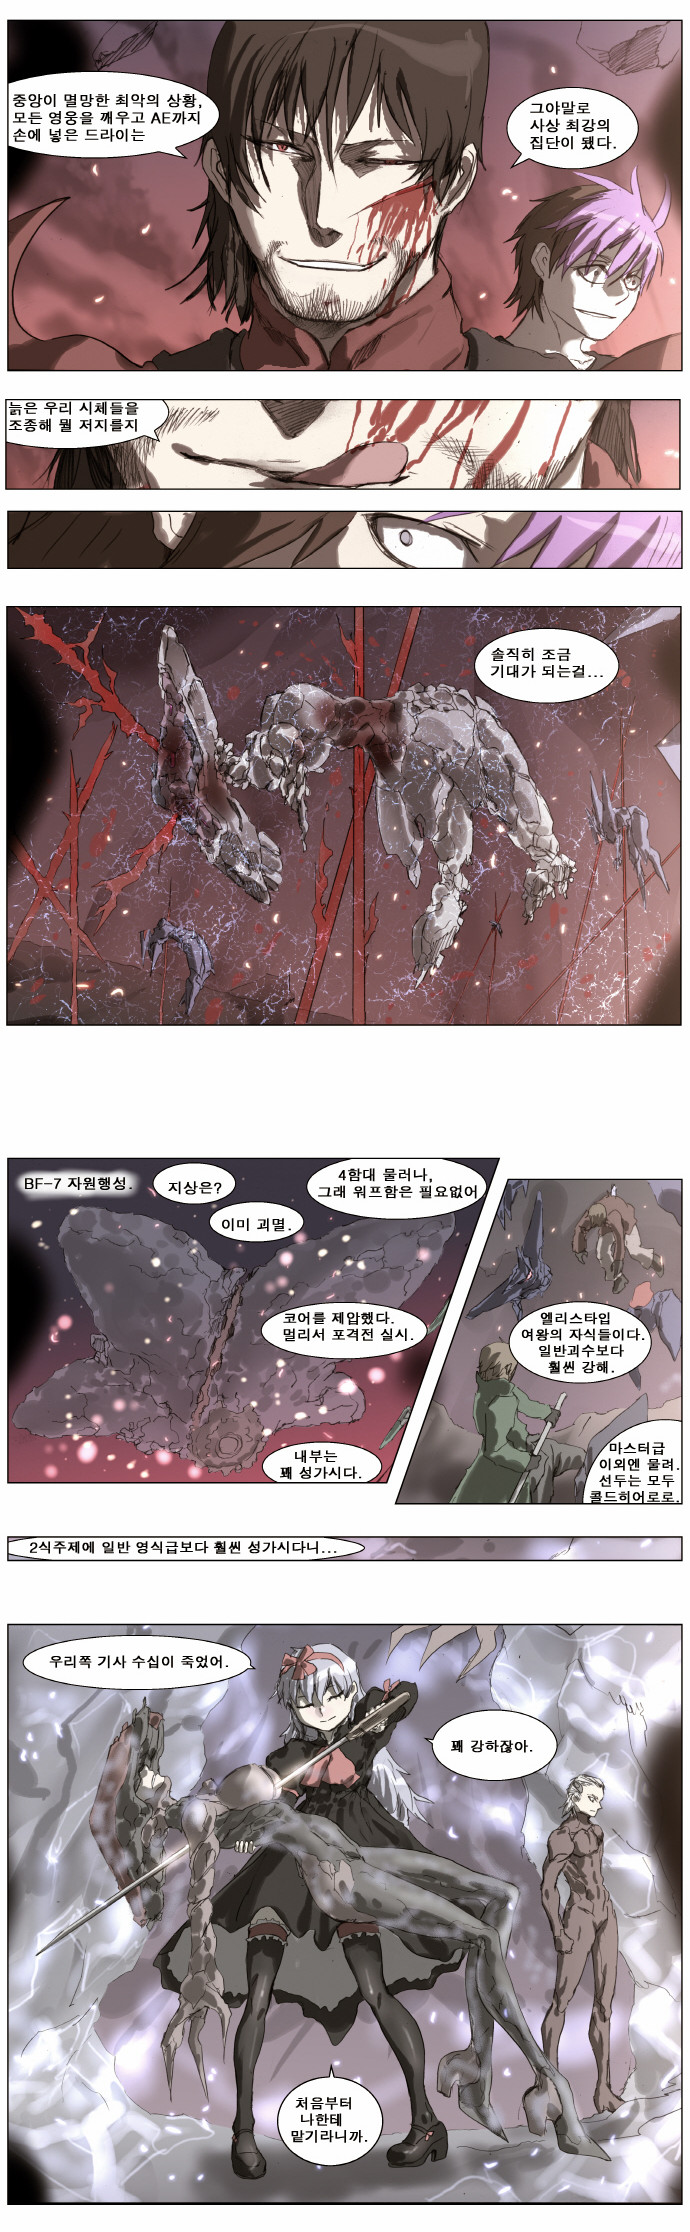 중앙이 멸망한 최악의 상황,
모든 영웅을 깨우고 AE까지
손에 넣은 드라이는
그야말로
사상 최강의
집단이 됐다.
늙은 우리 시체들을
조종해 뭘 저지를지
솔직히 조금
기대가 되는걸...
BF-7 자원행성.
지상은?
4함대 물러나,
그래 워프함은 필요없어
이미 괴멸.
코어를 제압했다.
멀리서 포격전 실시.
내부는
꽤 성가시다.
엘리스타입
여왕의 자식들이다.
일반괴수보다
훨씬 강해.
마스터급
이외엔 물려.
선두는 모두
콜드히어로로.
2식주제에 일반 영식급보다 훨씬 성가시다니...
우리쪽 기사 수십이 죽었어.
꽤 강하잖아.
처음부터
나한테
맡기라니까.